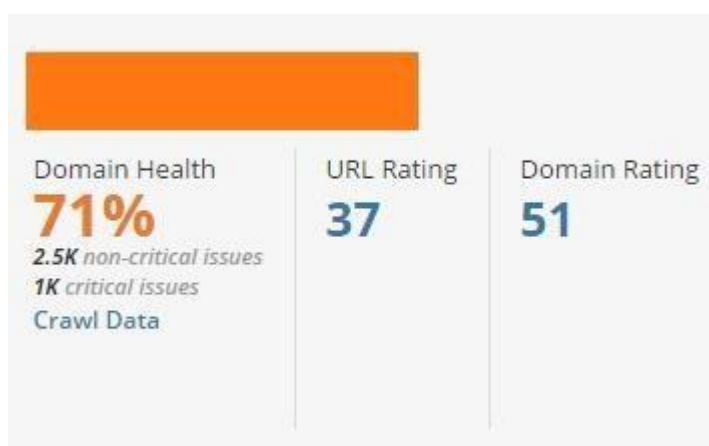 Domain Health
71%
2.5K non-critical issues
1K critical issues
Crawl Data
URL Rating
37
Domain Rating
51